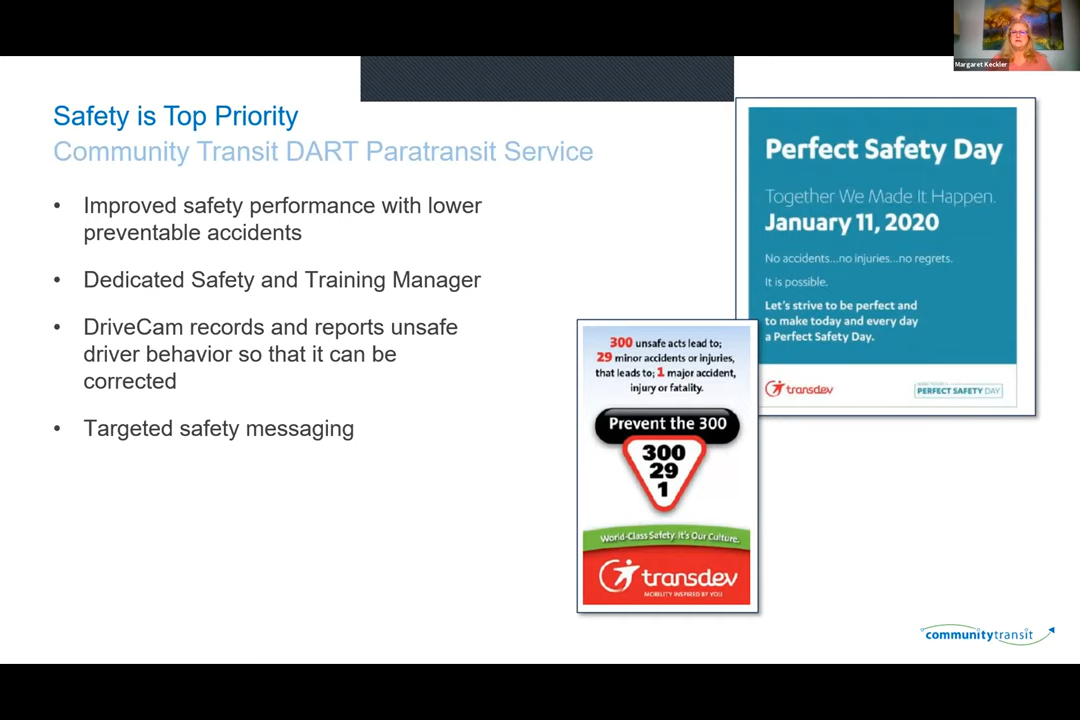 Margaret Keckler
Safety is Top Priority
Community Transit DART Paratransit Service
• Improved safety performance with lower
preventable accidents
• Dedicated Safety and Training Manager
• DriveCam records and reports unsafe
driver behavior so that it can be
corrected
• Targeted safety messaging
Perfect Safety Day
Together We Made It Happen.
January 11, 2020
No accidents...no injuries...no regrets.
It is possible.
Let's strive to be perfect and
to make today and every day
a Perfect Safety Day.
transdev
PERFECT SAFETY DAY
300 unsafe acts lead to;
29 minor accidents or injuries,
that leads to; 1 major accident,
injury or fatality.
Prevent the 300
300
29
1
World-Class Safety. It's Our Culture.
transdev
MOBILITY INSPIRED BY YOU
communitytransit